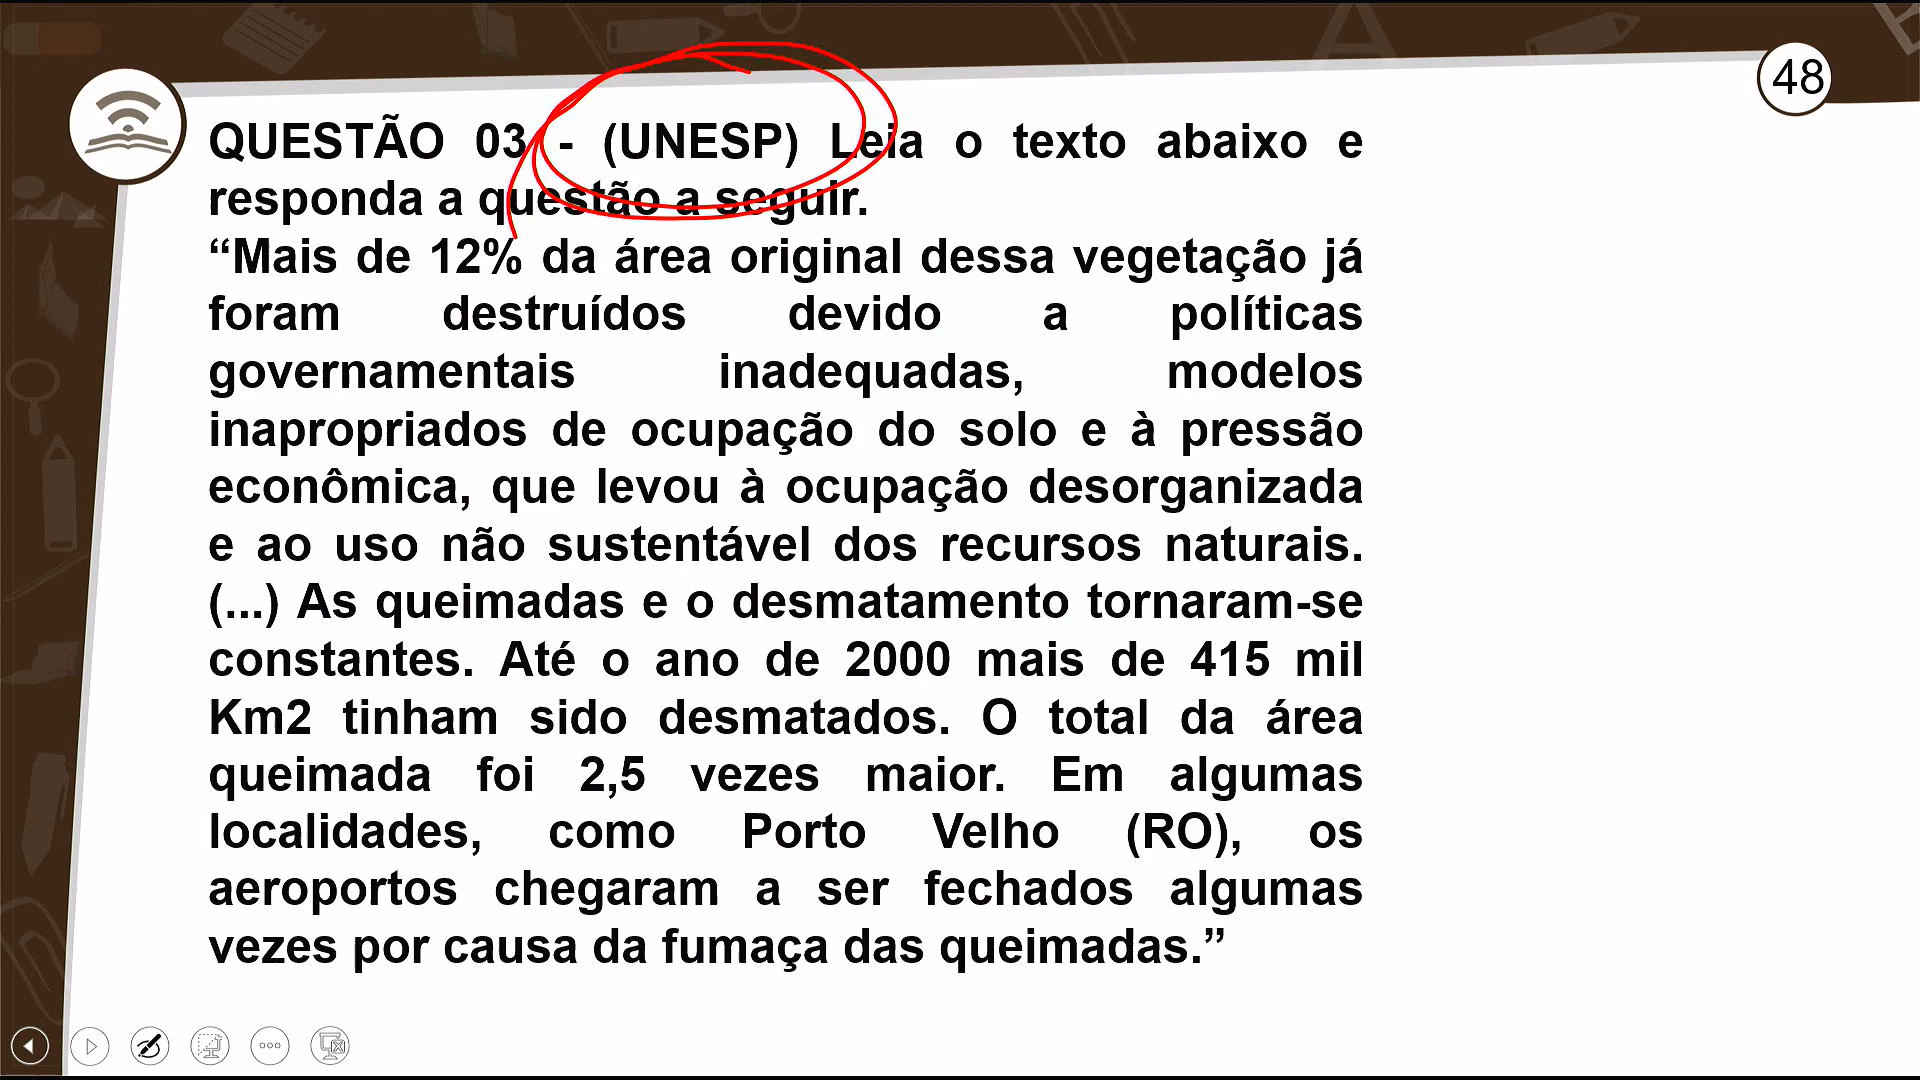 48
QUESTÃO 03 - (UNESP) Leia o texto abaixo e
responda a questão a seguir.
“Mais de 12% da área original dessa vegetação já
foram destruídos devido a políticas
governamentais inadequadas, modelos
inapropriados de ocupação do solo e à pressão
econômica, que levou à ocupação desorganizada
e ao uso não sustentável dos recursos naturais.
(...) As queimadas e o desmatamento tornaram-se
constantes. Até o ano de 2000 mais de 415 mil
Km2 tinham sido desmatados. O total da área
queimada foi 2,5 vezes maior. Em algumas
localidades, como Porto Velho (RO), os
aeroportos chegaram a ser fechados algumas
vezes por causa da fumaça das queimadas.”